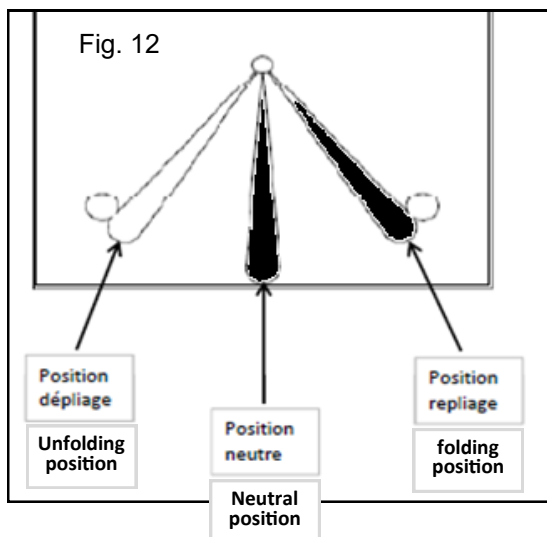 Fig. 12
Position
dépliage
Unfolding
position
Position
neutre
Neutral
position
Position
repliage
folding
position